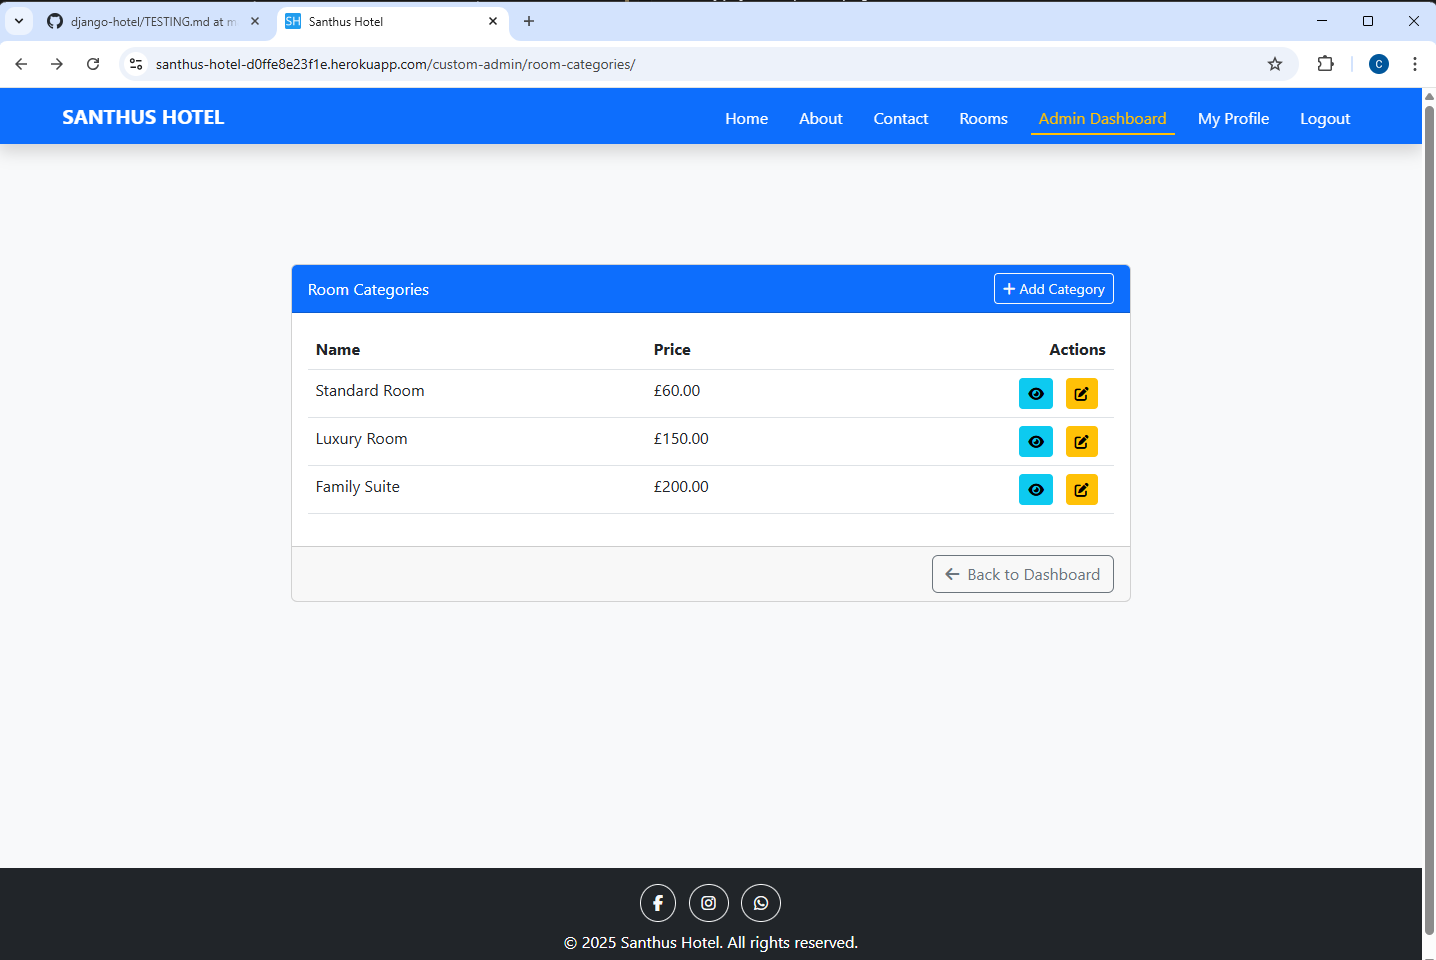 django-hotel/TESTING.md at m
SH Santhus Hotel
santhus-hotel-d0ffe8e23f1e.herokuapp.com/custom-admin/room-categories/
C
SANTHUS HOTEL Home About Contact Rooms Admin Dashboard My Profile Logout
Room Categories Add Category
Name Price Actions
Standard Room £60.00
Luxury Room £150.00
Family Suite £200.00
Back to Dashboard
© 2025 Santhus Hotel. All rights reserved.